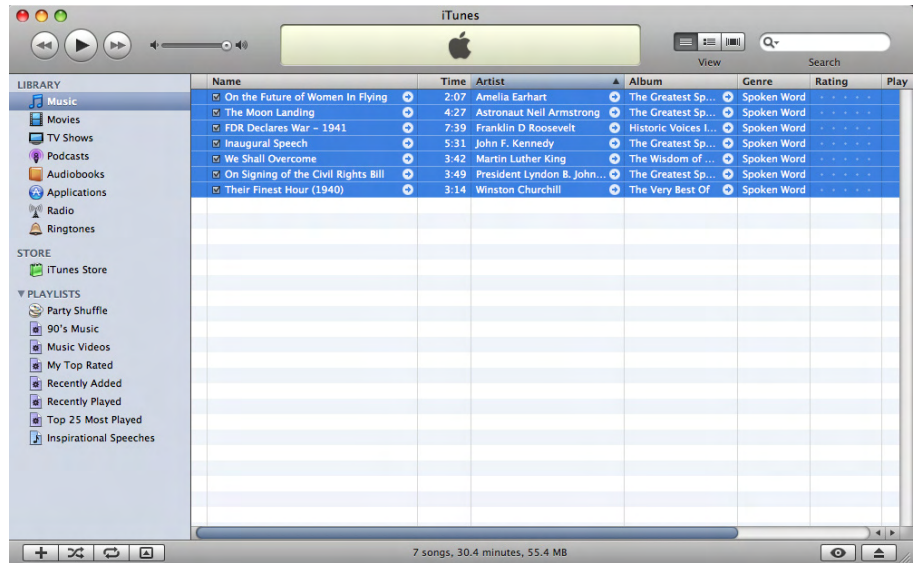 iTunes
View
Search
LIBRARY
Music
Movies
TV Shows
Podcasts
Audiobooks
Applications
Radio
Ringtones
STORE
iTunes Store
PLAYLISTS
Party Shuffle
90's Music
Music Videos
My Top Rated
Recently Added
Recently Played
Top 25 Most Played
Inspirational Speeches
Name Time Artist Album Genre Rating Play
On the Future of Women In Flying 2:07 Amelia Earhart The Greatest Sp... Spoken Word
The Moon Landing 4:27 Astronaut Neil Armstrong The Greatest Sp... Spoken Word
FDR Declares War – 1941 7:39 Franklin D Roosevelt Historic Voices I... Spoken Word
Inaugural Speech 5:31 John F. Kennedy The Greatest Sp... Spoken Word
We Shall Overcome 3:42 Martin Luther King The Wisdom of ... Spoken Word
On Signing of the Civil Rights Bill 3:49 President Lyndon B. John... The Greatest Sp... Spoken Word
Their Finest Hour (1940) 3:14 Winston Churchill The Very Best Of Spoken Word
7 songs, 30.4 minutes, 55.4 MB